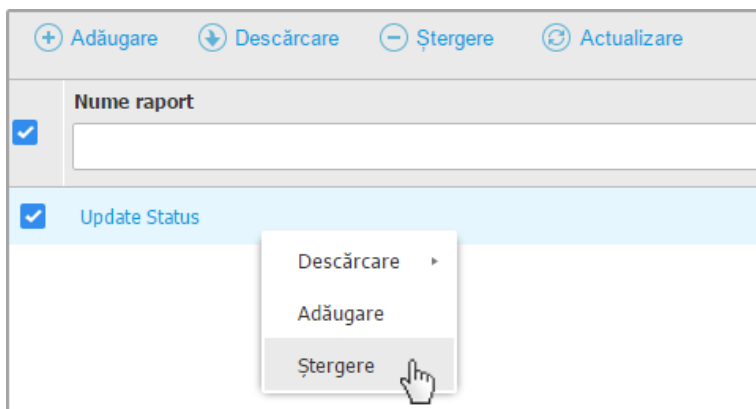 Adăugare Descărcare Ștergere Actualizare
Nume raport
Update Status
Descărcare
Adăugare
Ștergere